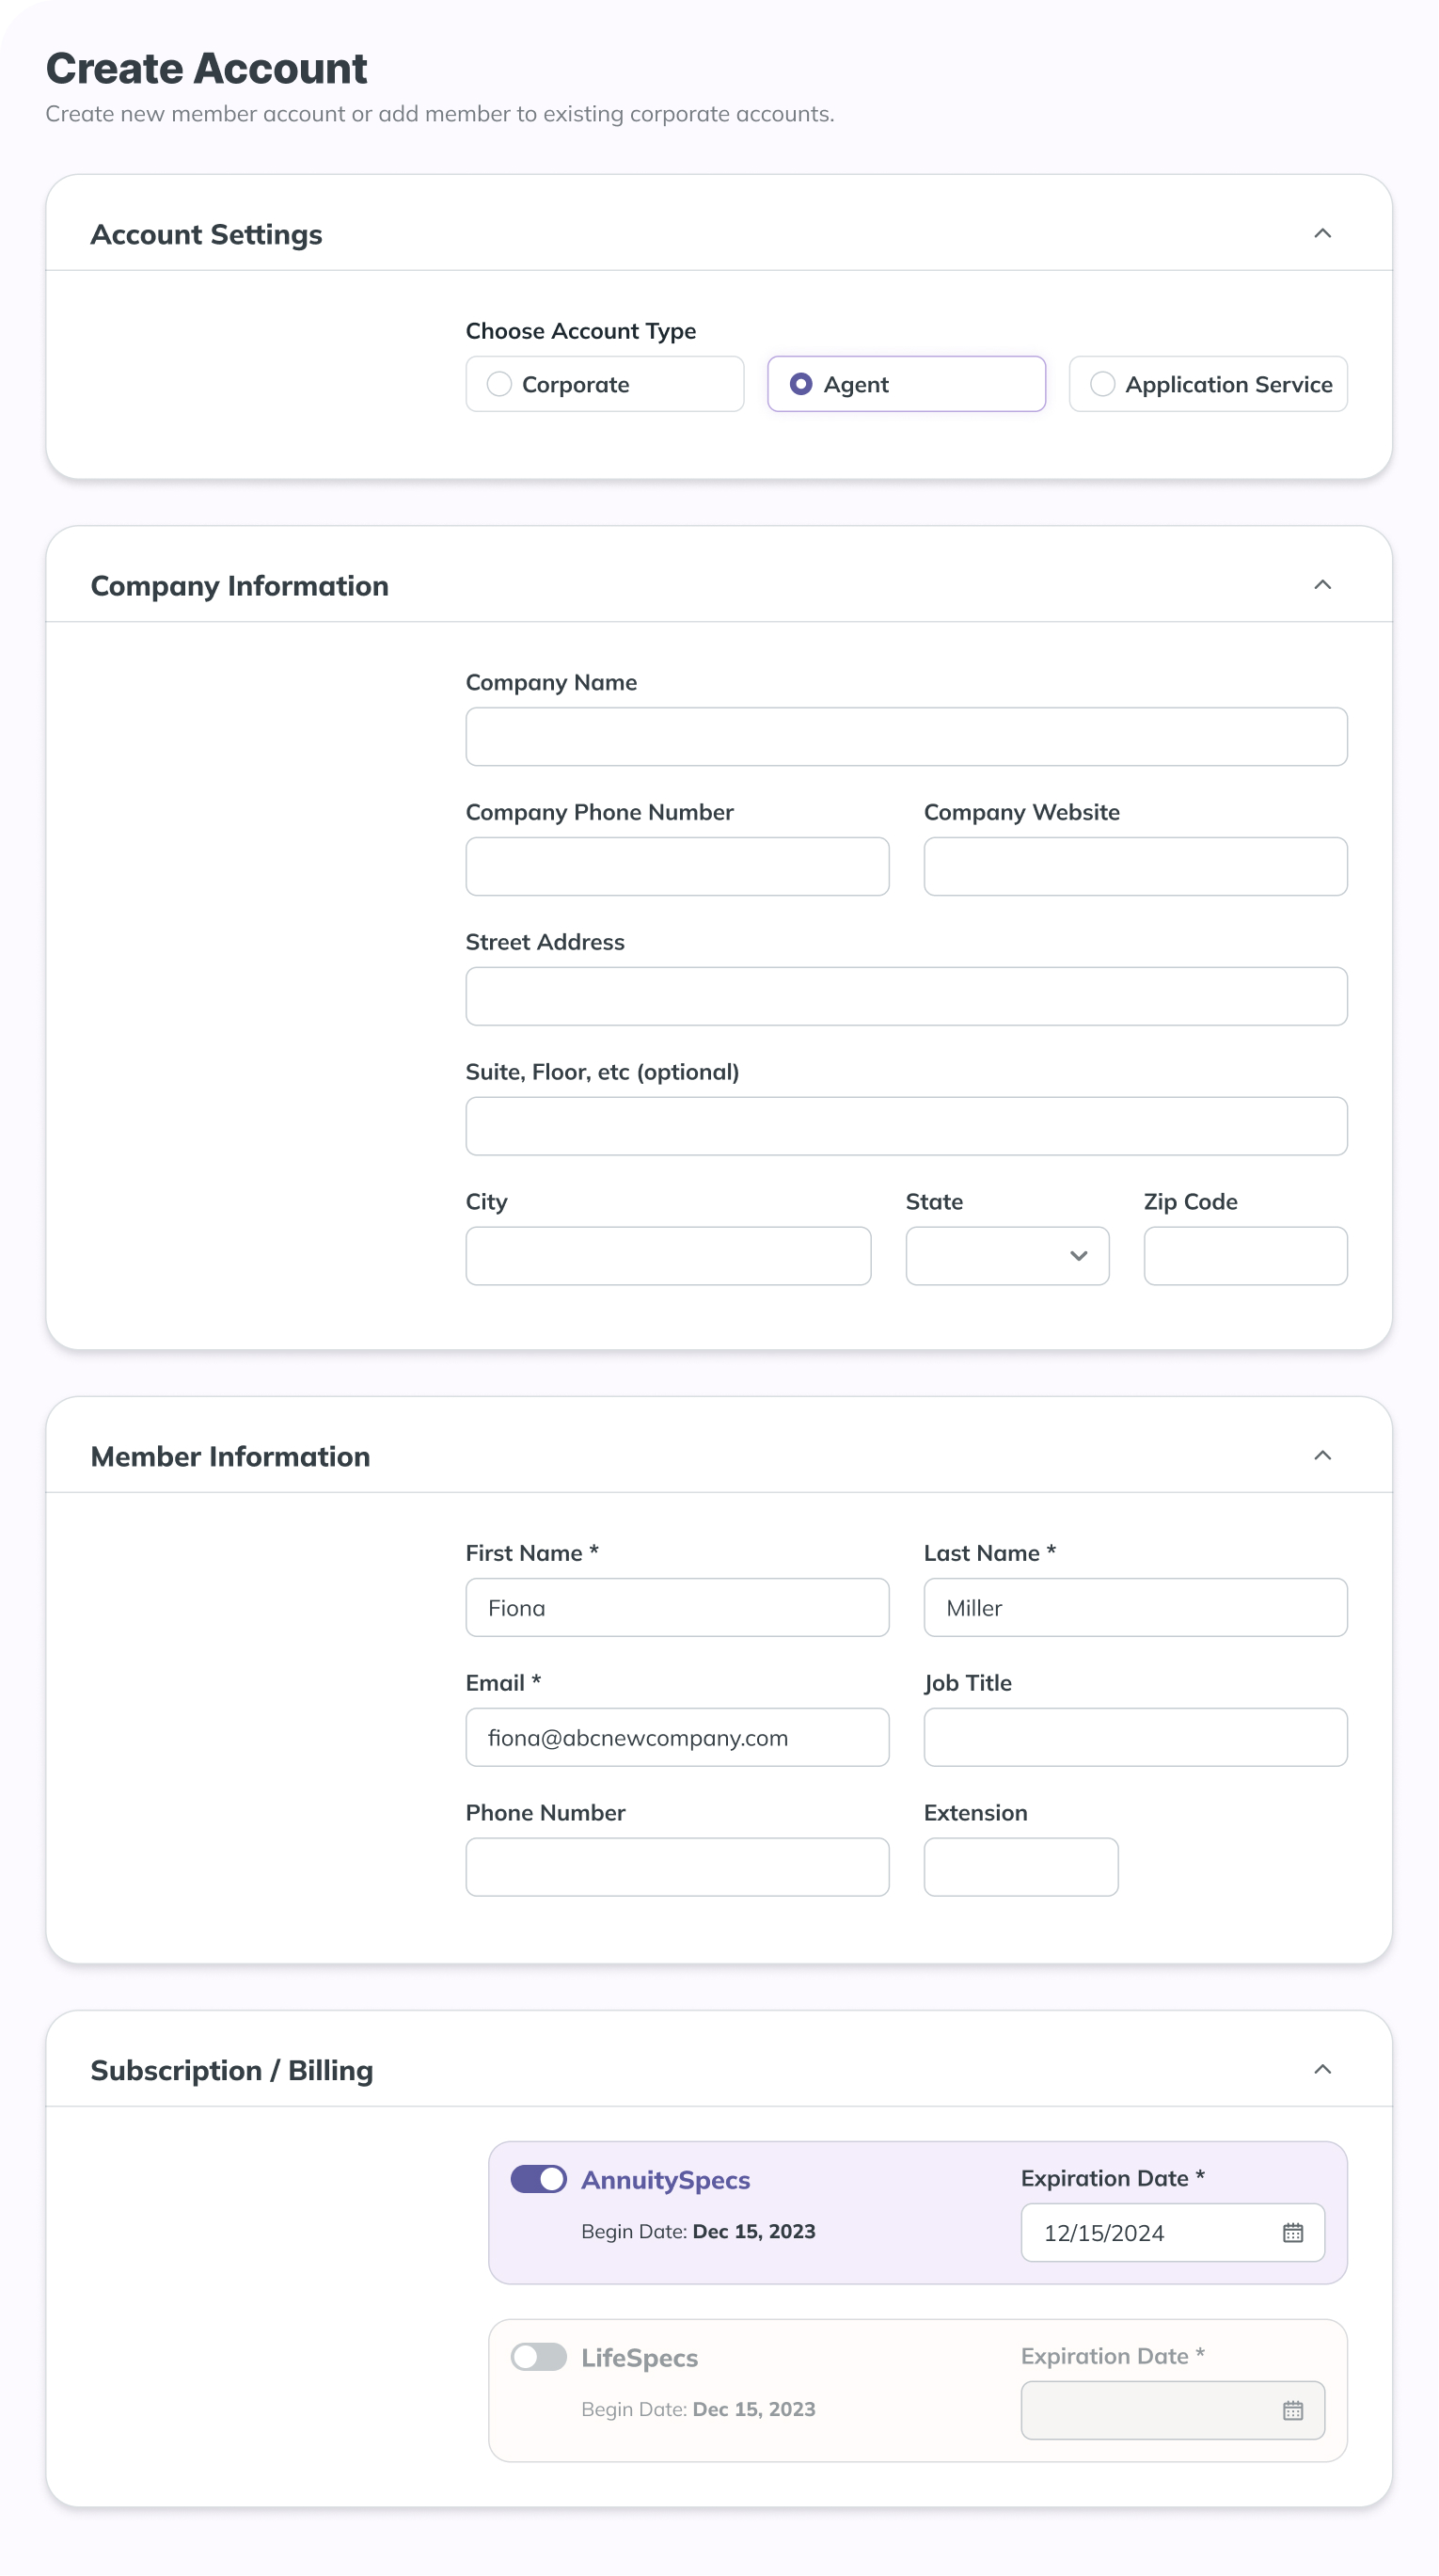 Create Account
Create new member account or add member to existing corporate accounts.
Account Settings
Choose Account Type
Corporate
Agent
Application Service
Company Information
Company Name
Company Phone Number
Company Website
Street Address
Suite, Floor, etc (optional)
City
State
Zip Code
Member Information
First Name *
Last Name *
Fiona
Miller
Email *
Job Title
fiona@abcnewcompany.com
Phone Number
Extension
Subscription / Billing
AnnuitySpecs
Begin Date: Dec 15, 2023
Expiration Date *
12/15/2024
LifeSpecs
Begin Date: Dec 15, 2023
Expiration Date *